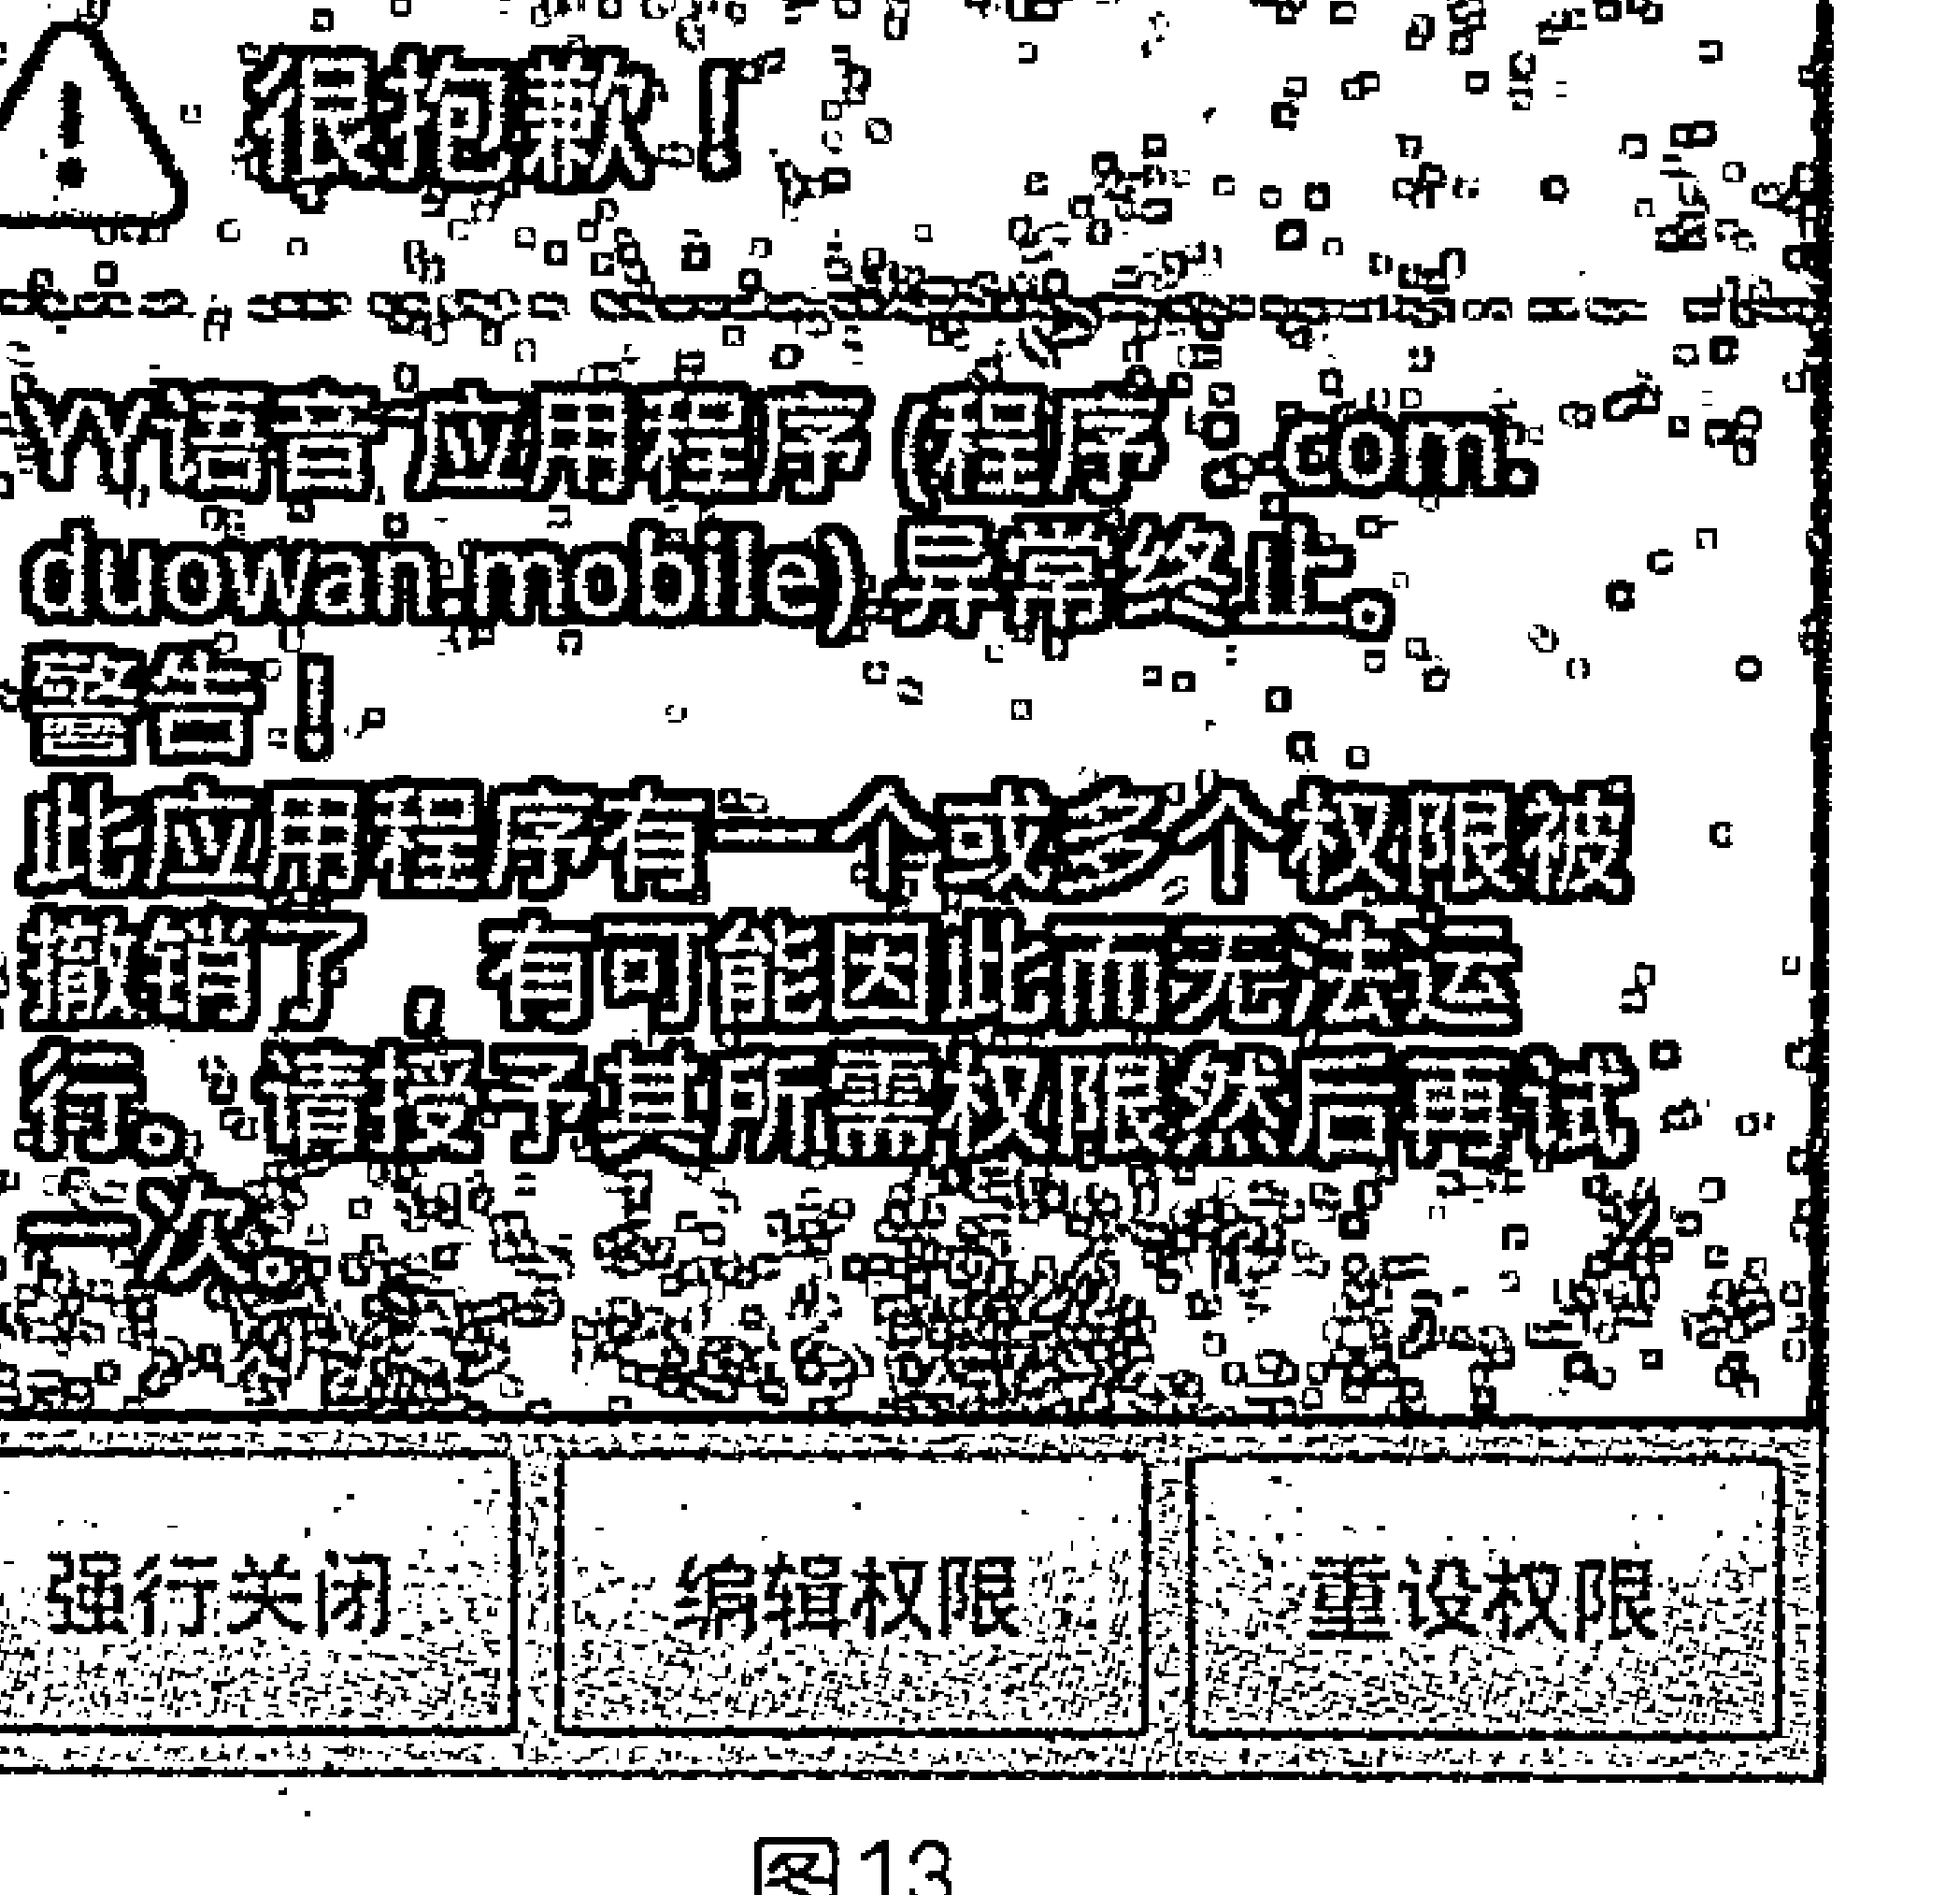 很抱歉！
YY语音 应用程序 (程序：com.
duowan.mobile) 异常终止。
警告！
此应用程序有一个或多个权限被
撤销了，有可能因此而无法运
行。请授予其所需权限然后再试
一次。
强行关闭 编辑权限 重设权限
图13